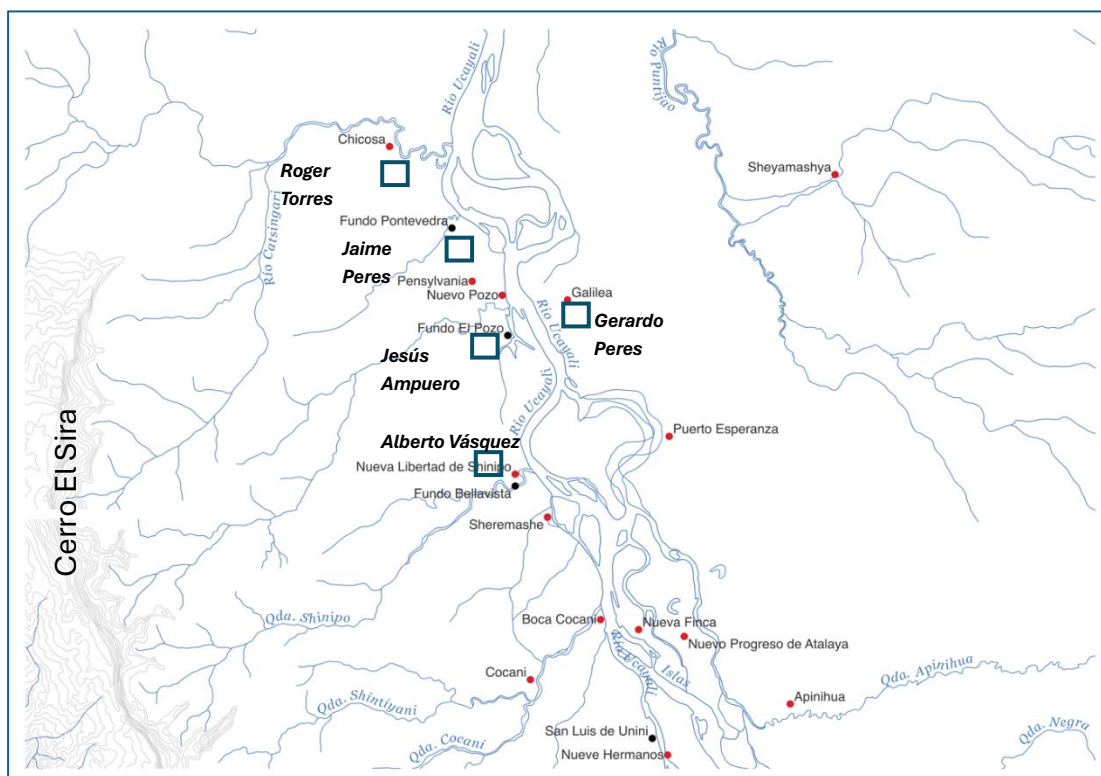 Río Ucayali
Río Puntijao
Chicosa
Sheyamashya
Roger
Torres
Fundo Pontevedra
Río Catsingari
Jaime
Peres
Pensylvania
Nuevo Pozo
Galilea
Río Ucayali
Gerardo
Peres
Fundo El Pozo
Jesús
Ampuero
Río Ucayali
Cerro El Sira
Puerto Esperanza
Alberto Vásquez
Nueva Libertad de Shinipo
Fundo Bellavista
Sheremashe
Qda. Shinipo
Boca Cocani
Nueva Finca
Nuevo Progreso de Atalaya
Río Ucayali
Islas
Cocani
Qda. Apinihua
Qda. Shintiyani
Apinihua
Qda. Negra
Qda. Cocani
San Luis de Unini
Nueve Hermanos